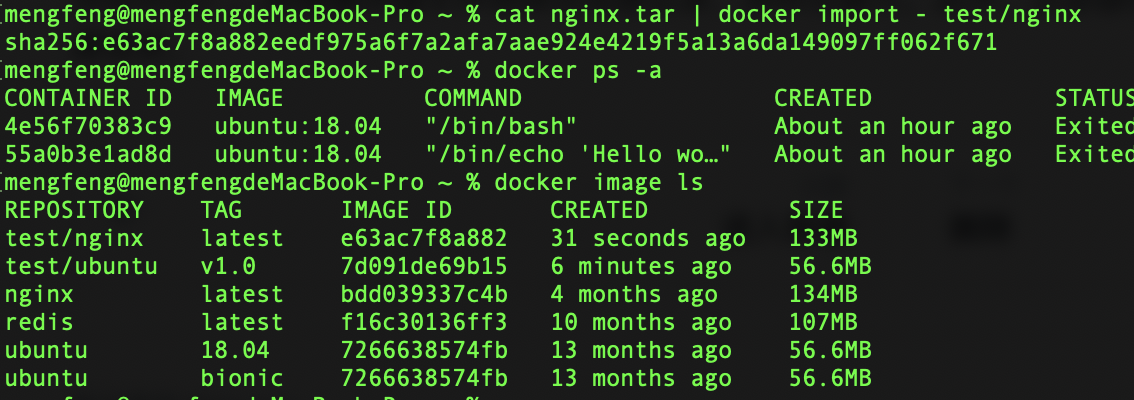 [mengfeng@mengfengdeMacBook-Pro ~ % cat nginx.tar | docker import - test/nginx
sha256:e63ac7f8a882eedf975a6f7a2afa7aae924e4219f5a13a6da149097ff062f671
[mengfeng@mengfengdeMacBook-Pro ~ % docker ps -a
CONTAINER ID   IMAGE          COMMAND                  CREATED             STATUS
4e56f70383c9   ubuntu:18.04   "/bin/bash"              About an hour ago   Exited
55a0b3e1ad8d   ubuntu:18.04   "/bin/echo 'Hello wo…"   About an hour ago   Exited
[mengfeng@mengfengdeMacBook-Pro ~ % docker image ls
REPOSITORY    TAG       IMAGE ID       CREATED          SIZE
test/nginx    latest    e63ac7f8a882   31 seconds ago   133MB
test/ubuntu   v1.0      7d091de69b15   6 minutes ago    56.6MB
nginx         latest    bdd039337c4b   4 months ago     134MB
redis         latest    f16c30136ff3   10 months ago    107MB
ubuntu        18.04     7266638574fb   13 months ago    56.6MB
ubuntu        bionic    7266638574fb   13 months ago    56.6MB